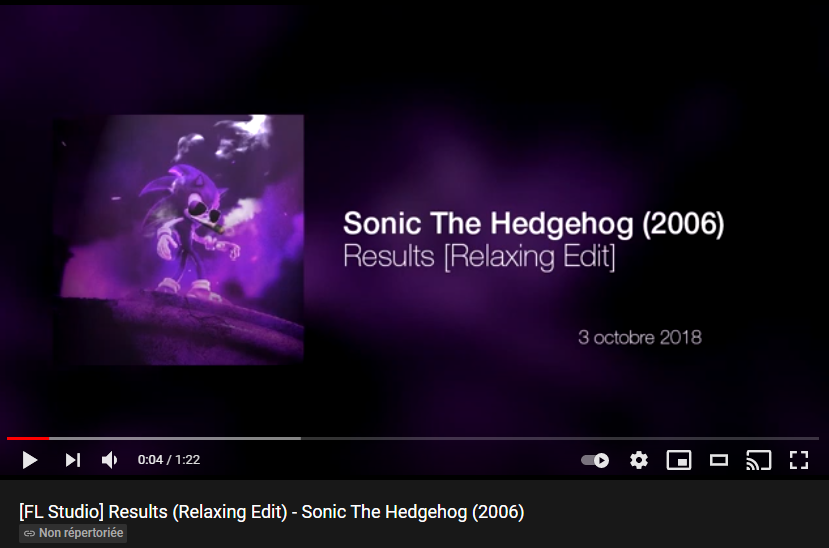 Sonic The Hedgehog (2006)
Results [Relaxing Edit]
3 octobre 2018
0:04 / 1:22
[FL Studio] Results (Relaxing Edit) - Sonic The Hedgehog (2006)
Non répertoriée